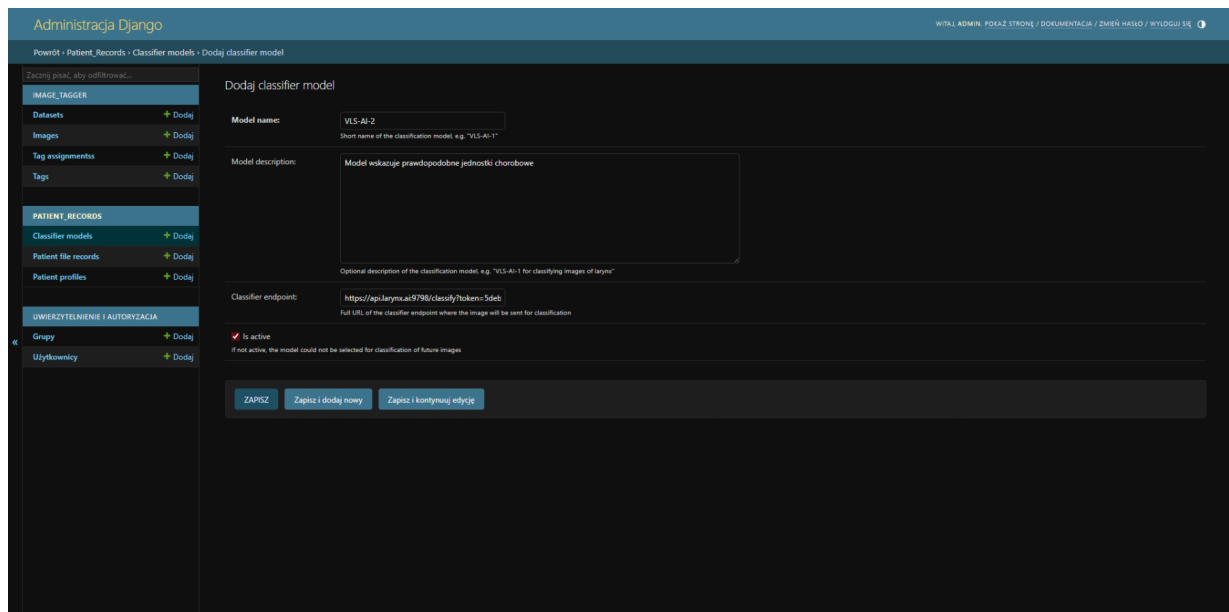 Administracja Django
WITAJ, ADMIN. POKAŻ STRONĘ / DOKUMENTACJA / ZMIEŃ HASŁO / WYLOGUJ SIĘ
Powrót › Patient_Records › Classifier models › Dodaj classifier model
Zacznij pisać, aby odfiltrować...
IMAGE_TAGGER
Datasets + Dodaj
Images + Dodaj
Tag assignmentss + Dodaj
Tags + Dodaj
PATIENT_RECORDS
Classifier models + Dodaj
Patient file records + Dodaj
Patient profiles + Dodaj
UWIERZYTELNIENIE I AUTORYZACJA
Grupy + Dodaj
Użytkownicy + Dodaj
«
Dodaj classifier model
Model name: VLS-AI-2
Short name of the classification model, e.g. "VLS-AI-1"
Model description: Model wskazuje prawdopodobne jednostki chorobowe
Optional description of the classification model, e.g. "VLS-AI-1 for classifying images of larynx"
Classifier endpoint: https://api.larynx.ai:9798/classify?token=5deb
Full URL of the classifier endpoint where the image will be sent for classification
Is active
If not active, the model could not be selected for classification of future images
ZAPISZ Zapisz i dodaj nowy Zapisz i kontynuuj edycję